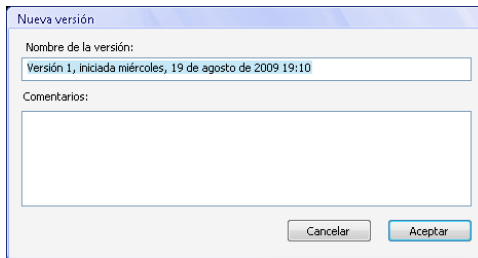 Nueva versión
Nombre de la versión:
Versión 1, iniciada miércoles, 19 de agosto de 2009 19:10
Comentarios:
Cancelar Aceptar